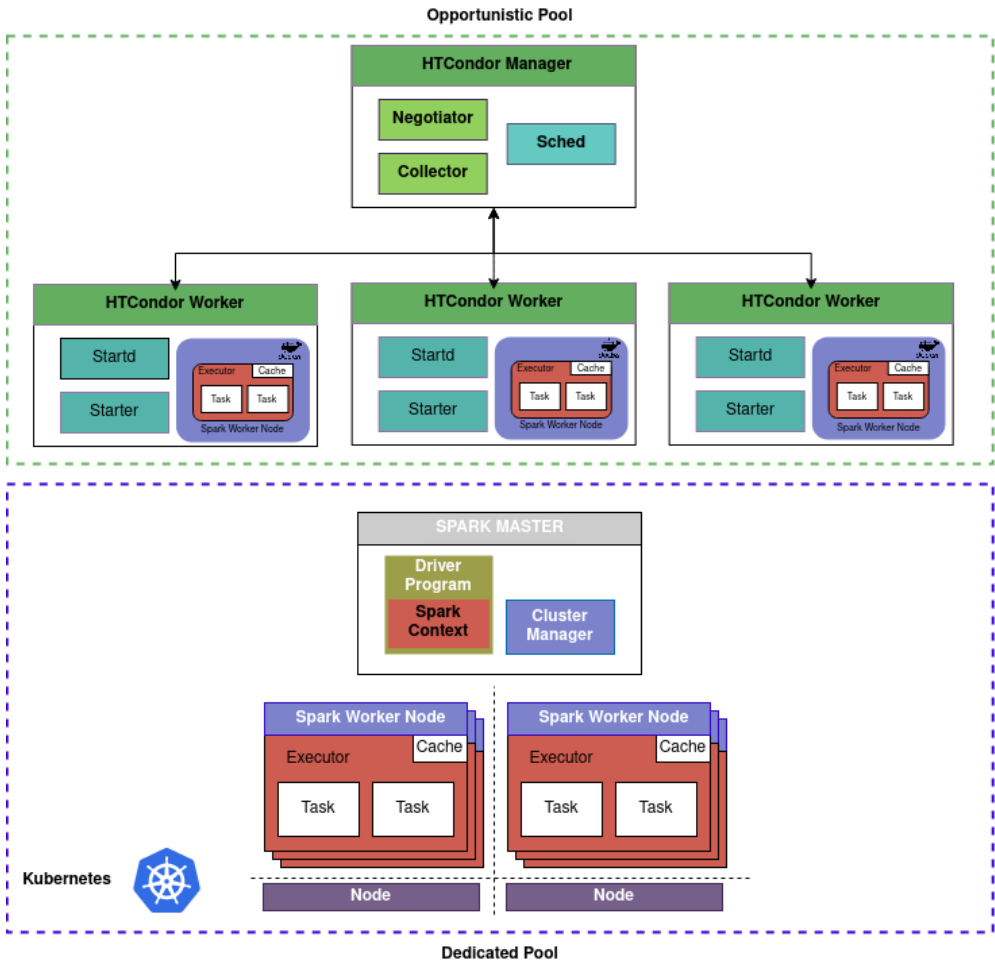 Opportunistic Pool
HTCondor Manager
Negotiator
Sched
Collector
HTCondor Worker
Startd
Starter
docker
Executor
Cache
Task
Task
Spark Worker Node
HTCondor Worker
Startd
Starter
Executor
Cache
Task
Task
Spark Worker Node
HTCondor Worker
Startd
Starter
Executor
Cache
Task
Task
Spark Worker Node
SPARK MASTER
Driver
Program
Spark
Context
Cluster
Manager
Spark Worker Node
Cache
Executor
Task
Task
Spark Worker Node
Cache
Executor
Task
Task
Kubernetes
Node
Node
Dedicated Pool